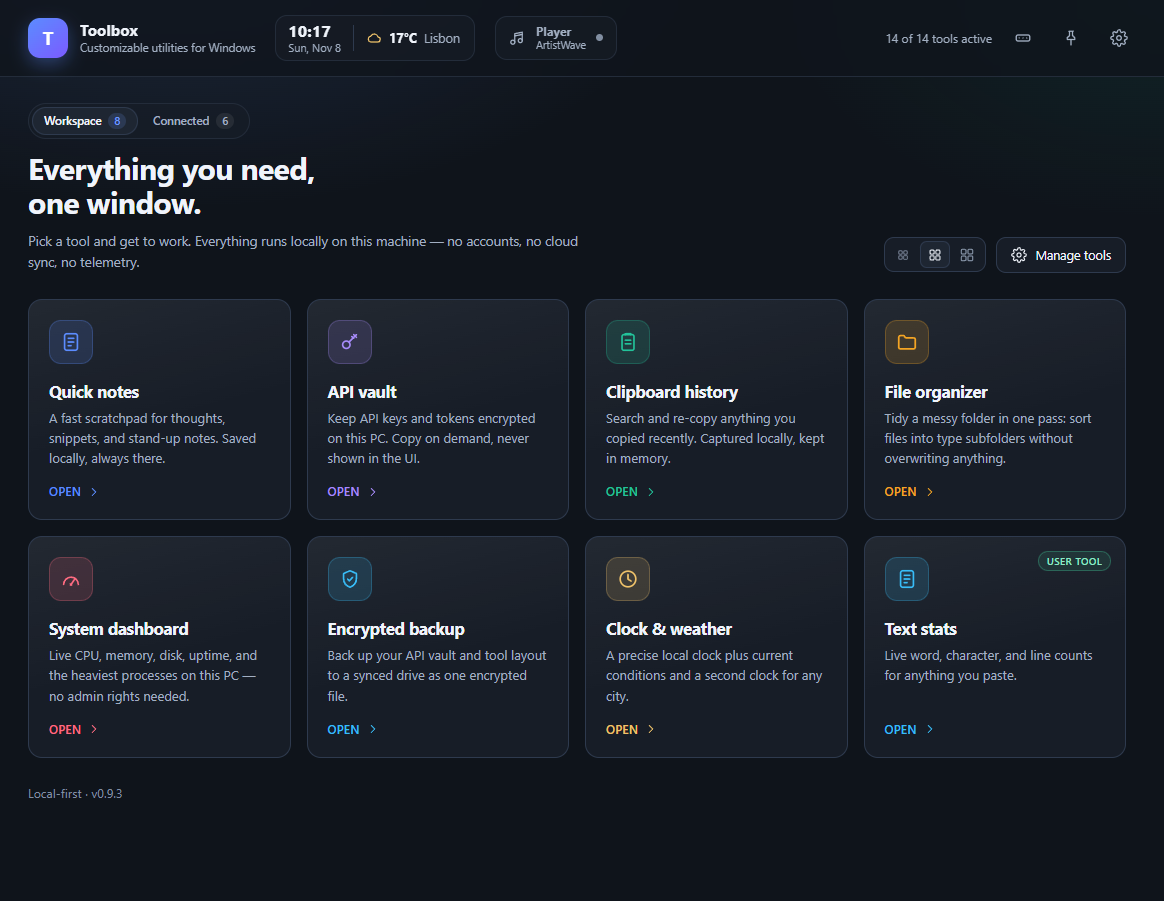 T
Toolbox
Customizable utilities for Windows
10:17
Sun, Nov 8
17°C Lisbon
Player
ArtistWave
14 of 14 tools active
Workspace 8
Connected 6
Everything you need,
one window.
Pick a tool and get to work. Everything runs locally on this machine — no accounts, no cloud
sync, no telemetry.
Manage tools
Quick notes
A fast scratchpad for thoughts,
snippets, and stand-up notes. Saved
locally, always there.
OPEN
API vault
Keep API keys and tokens encrypted
on this PC. Copy on demand, never
shown in the UI.
OPEN
Clipboard history
Search and re-copy anything you
copied recently. Captured locally, kept
in memory.
OPEN
File organizer
Tidy a messy folder in one pass: sort
files into type subfolders without
overwriting anything.
OPEN
System dashboard
Live CPU, memory, disk, uptime, and
the heaviest processes on this PC —
no admin rights needed.
OPEN
Encrypted backup
Back up your API vault and tool layout
to a synced drive as one encrypted
file.
OPEN
Clock & weather
A precise local clock plus current
conditions and a second clock for any
city.
OPEN
USER TOOL
Text stats
Live word, character, and line counts
for anything you paste.
OPEN
Local-first · v0.9.3